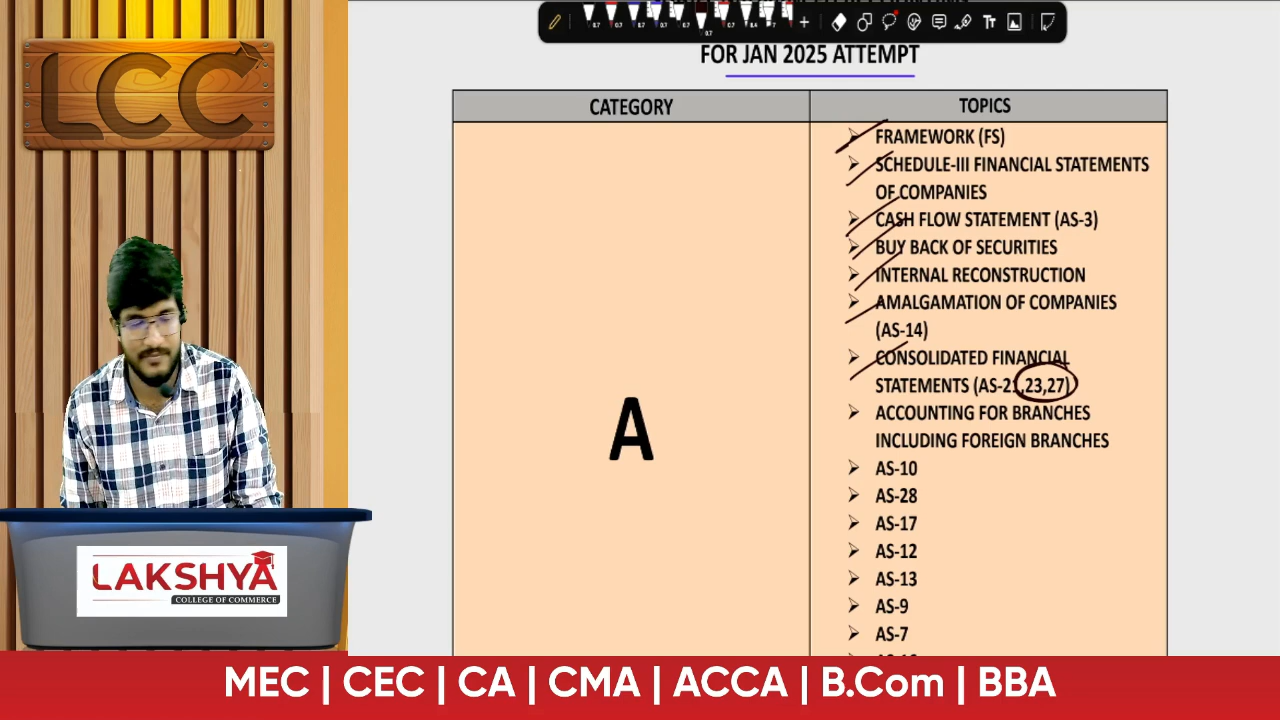 LCC
FOR JAN 2025 ATTEMPT
CATEGORY
TOPICS
A
FRAMEWORK (FS)
SCHEDULE-III FINANCIAL STATEMENTS
OF COMPANIES
CASH FLOW STATEMENT (AS-3)
BUY BACK OF SECURITIES
INTERNAL RECONSTRUCTION
AMALGAMATION OF COMPANIES
(AS-14)
CONSOLIDATED FINANCIAL
STATEMENTS (AS-21,23,27)
ACCOUNTING FOR BRANCHES
INCLUDING FOREIGN BRANCHES
AS-10
AS-28
AS-17
AS-12
AS-13
AS-9
AS-7
LAKSHYA
COLLEGE OF COMMERCE
MEC | CEC | CA | CMA | ACCA | B.Com | BBA